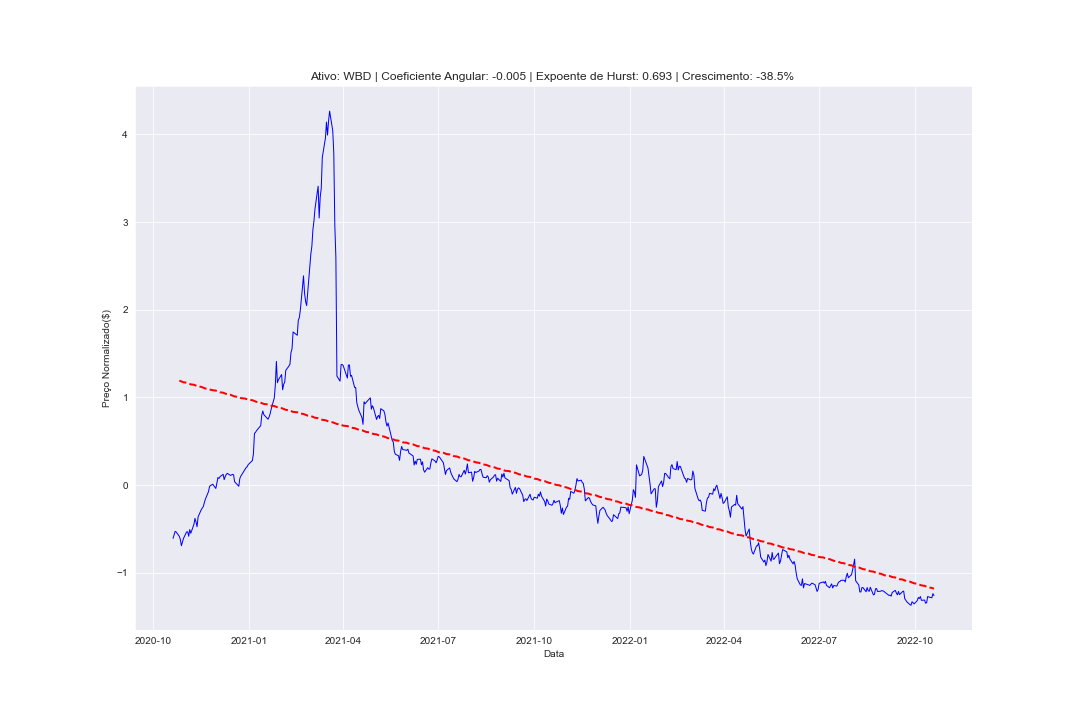 Ativo: WBD | Coeficiente Angular: -0.005 | Expoente de Hurst: 0.693 | Crescimento: -38.5%
Preço Normalizado($)
4
3
2
1
0
−1
2020-10 2021-01 2021-04 2021-07 2021-10 2022-01 2022-04 2022-07 2022-10
Data